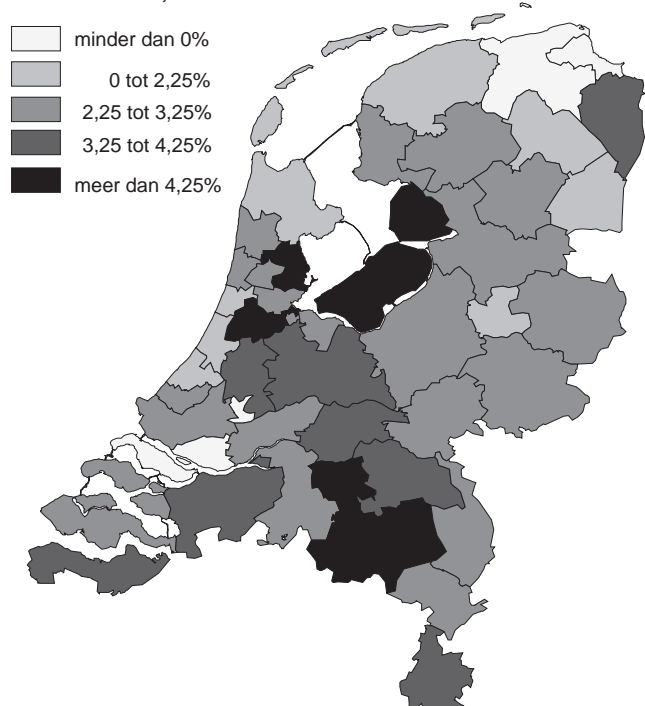 minder dan 0%
0 tot 2,25%
2,25 tot 3,25%
3,25 tot 4,25%
meer dan 4,25%